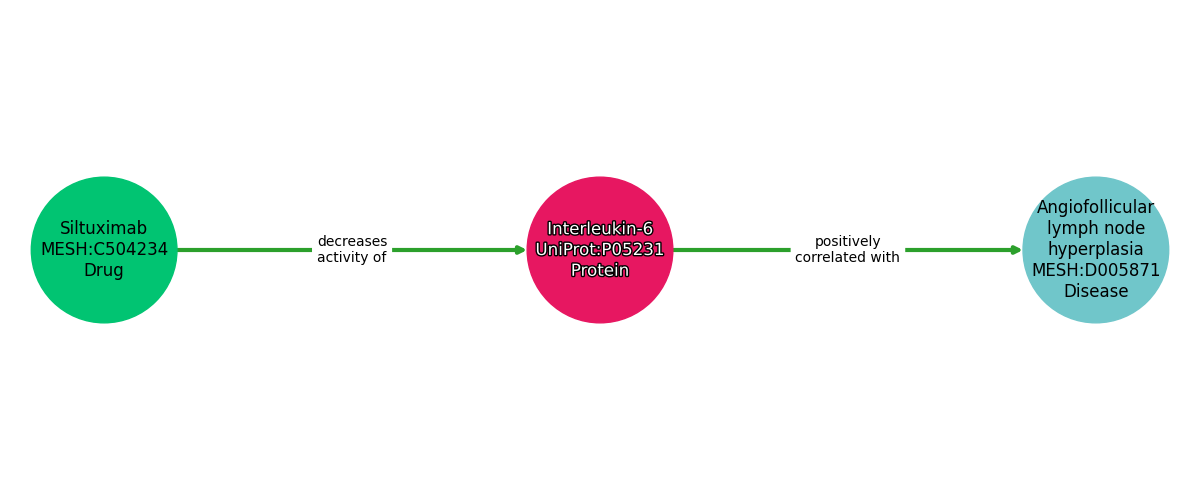 Siltuximab
MESH:C504234
Drug
decreases
activity of
Interleukin-6
UniProt:P05231
Protein
positively
correlated with
Angiofollicular
lymph node
hyperplasia
MESH:D005871
Disease